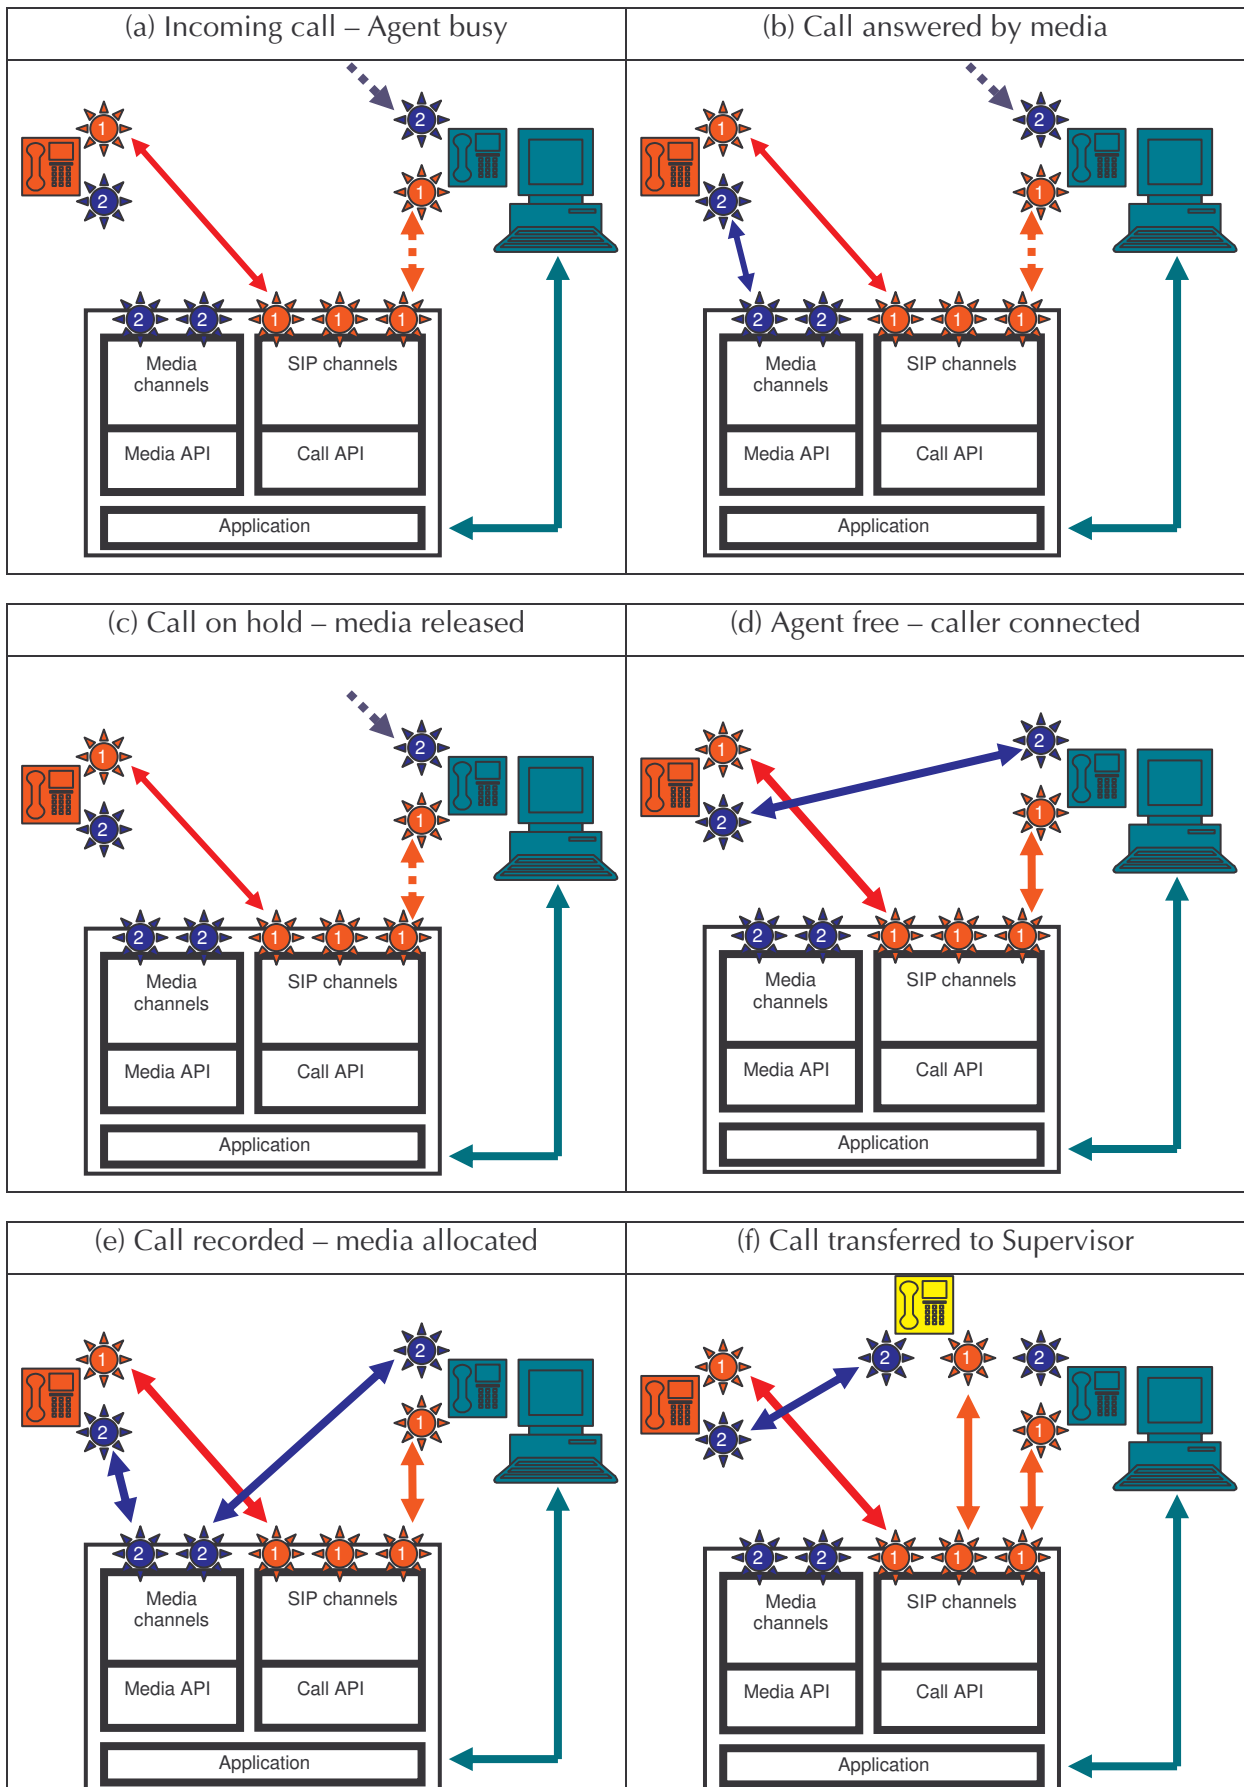 (a) Incoming call – Agent busy
(b) Call answered by media
2
1
1
2
2 2 1 1 1
Media
channels
SIP channels
Media API
Call API
Application
2
1
2
1
2 2 1 1 1
Media
channels
SIP channels
Media API
Call API
Application
(c) Call on hold – media released
(d) Agent free – caller connected
2
1
1
2
2 2 1 1 1
Media
channels
SIP channels
Media API
Call API
Application
2
1
1
2
2 2 1 1 1
Media
channels
SIP channels
Media API
Call API
Application
(e) Call recorded – media allocated
(f) Call transferred to Supervisor
2
1
1
2
2 2 1 1 1
Media
channels
SIP channels
Media API
Call API
Application
1 2 1 2
2 1
2 2 1 1 1
Media
channels
SIP channels
Media API
Call API
Application